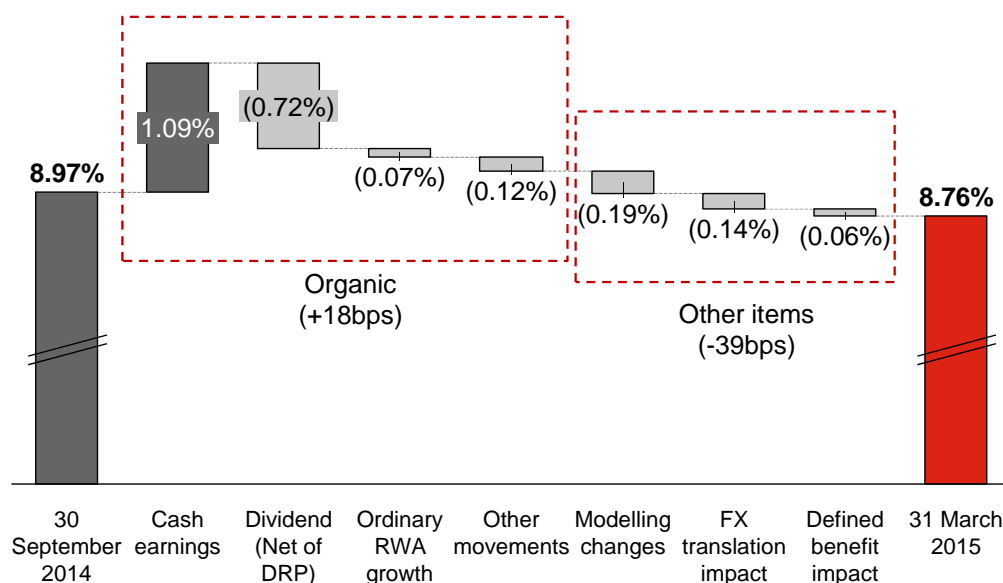 1.09%
(0.72%)
(0.07%)
(0.12%)
8.97%
(0.19%)
(0.14%)
(0.06%)
8.76%
Organic
(+18bps)
Other items
(-39bps)
30
September
2014
Cash
earnings
Dividend
(Net of
DRP)
Ordinary
RWA
growth
Other
movements
Modelling
changes
FX
translation
impact
Defined
benefit
impact
31 March
2015